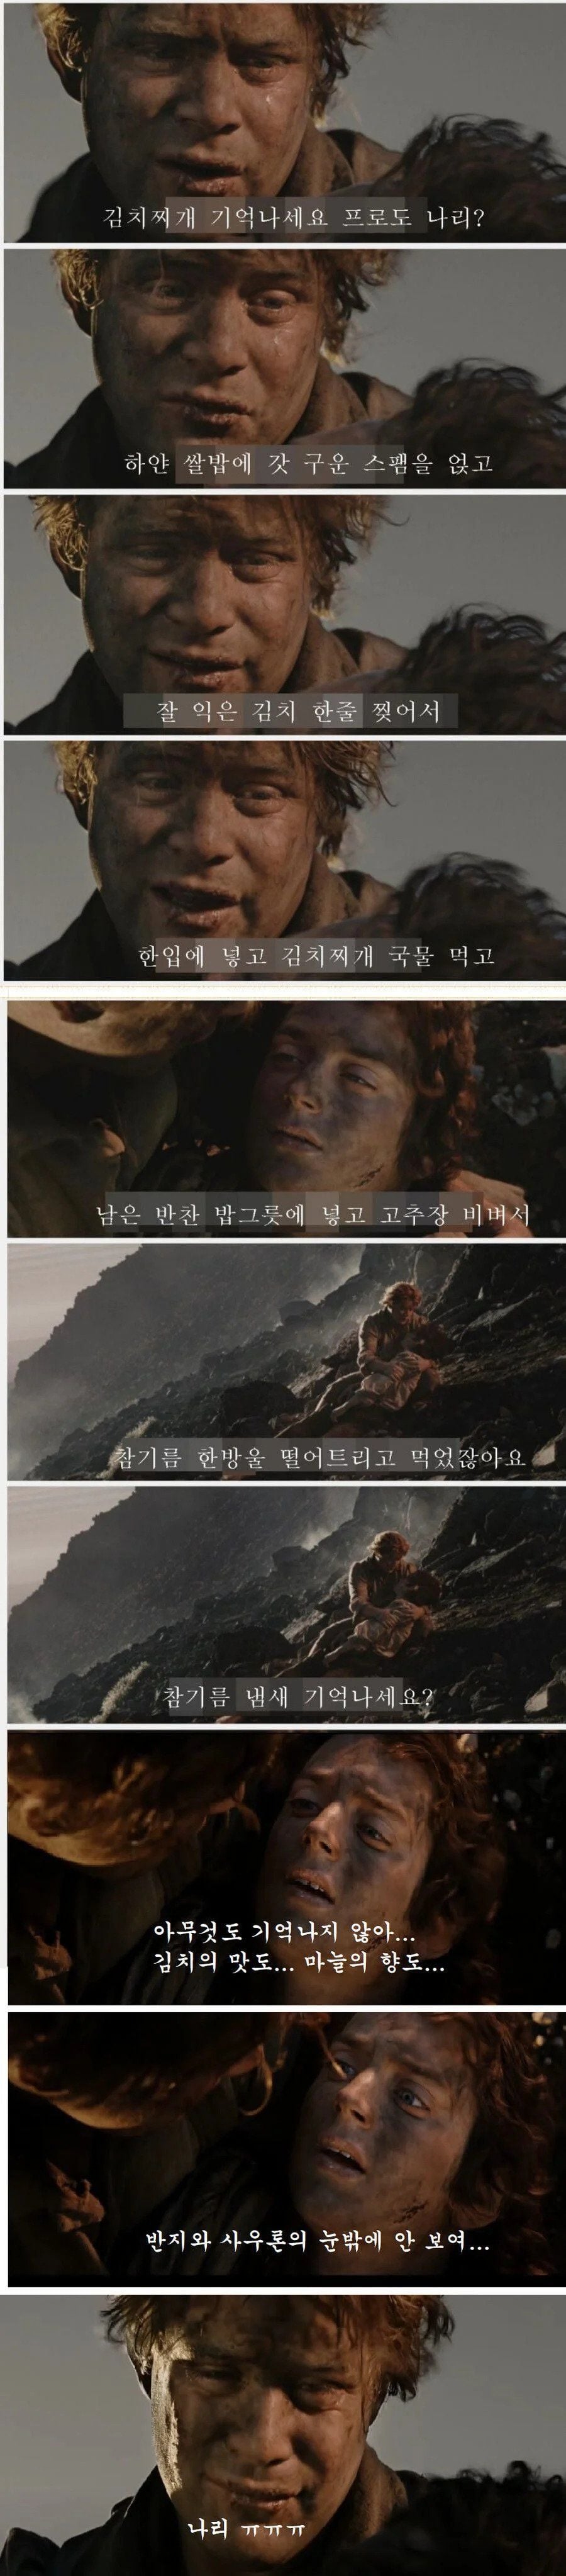 김치찌개 기억나세요 프로도 나리?
하얀 쌀밥에 갓 구운 스팸을 얹고
잘 익은 김치 한줄 찢어서
한입에 넣고 김치찌개 국물 먹고
남은 반찬 밥그릇에 넣고 고추장 비벼서
참기름 한방울 떨어트리고 먹었잖아요
참기름 냄새 기억나세요?
아무것도 기억나지 않아...
김치의 맛도... 마늘의 향도...
반지와 사우론의 눈밖에 안 보여...
나리 ㅠㅠㅠ